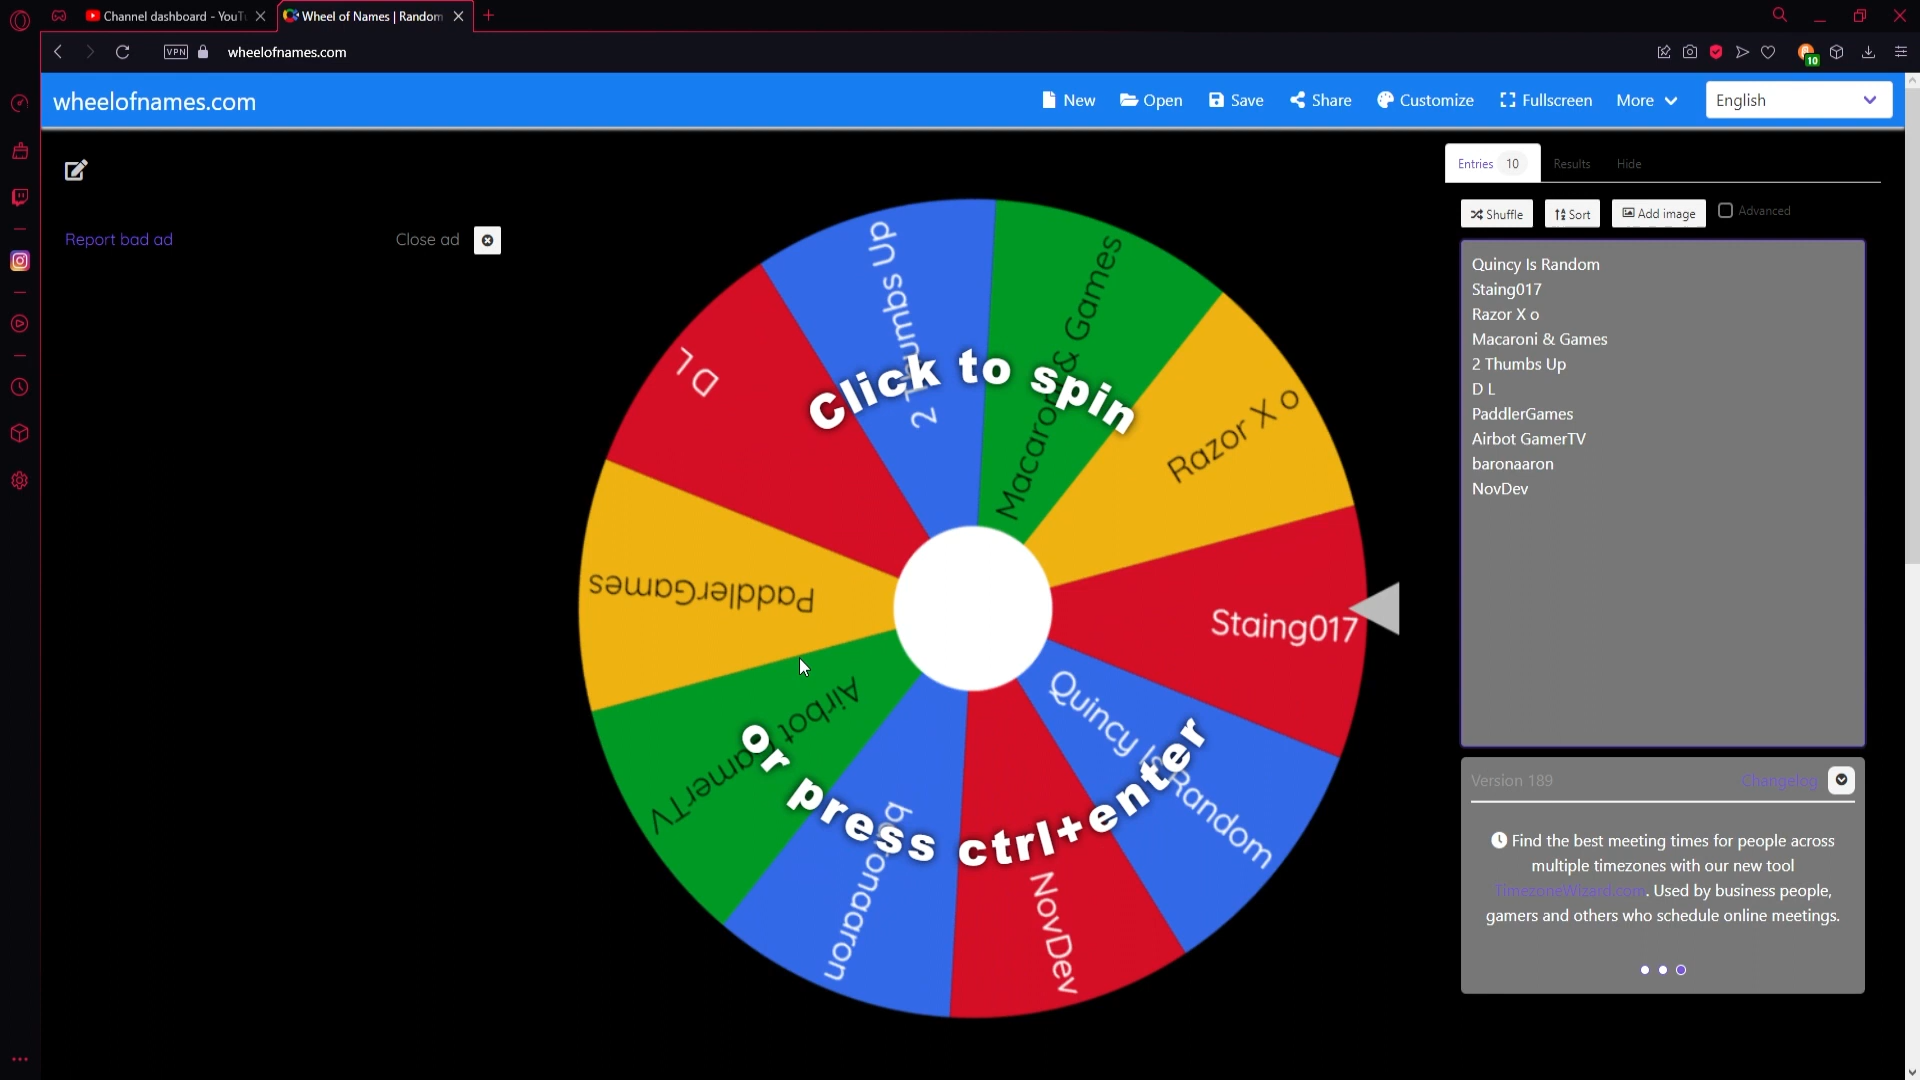 Channel dashboard - YouT
Wheel of Names | Random
VPN
wheelofnames.com
10
wheelofnames.com
New
Open
Save
Share
Customize
Fullscreen
More
English
Report bad ad
Close ad
Entries 10
Results
Hide
Shuffle
Sort
Add image
Advanced
Quincy Is Random
Staing017
Razor X o
Macaroni & Games
2 Thumbs Up
D L
PaddlerGames
Airbot GamerTV
baronaaron
NovDev
Click to spin
or press ctrl+enter
2 Thumbs Up
Macaroni & Games
Razor X o
Staing017
Quincy Is Random
NovDev
baronaaron
Airbot GamerTV
PaddlerGames
D L
Version 189
Changelog
Find the best meeting times for people across
multiple timezones with our new tool
TimezoneWizard.com. Used by business people,
gamers and others who schedule online meetings.